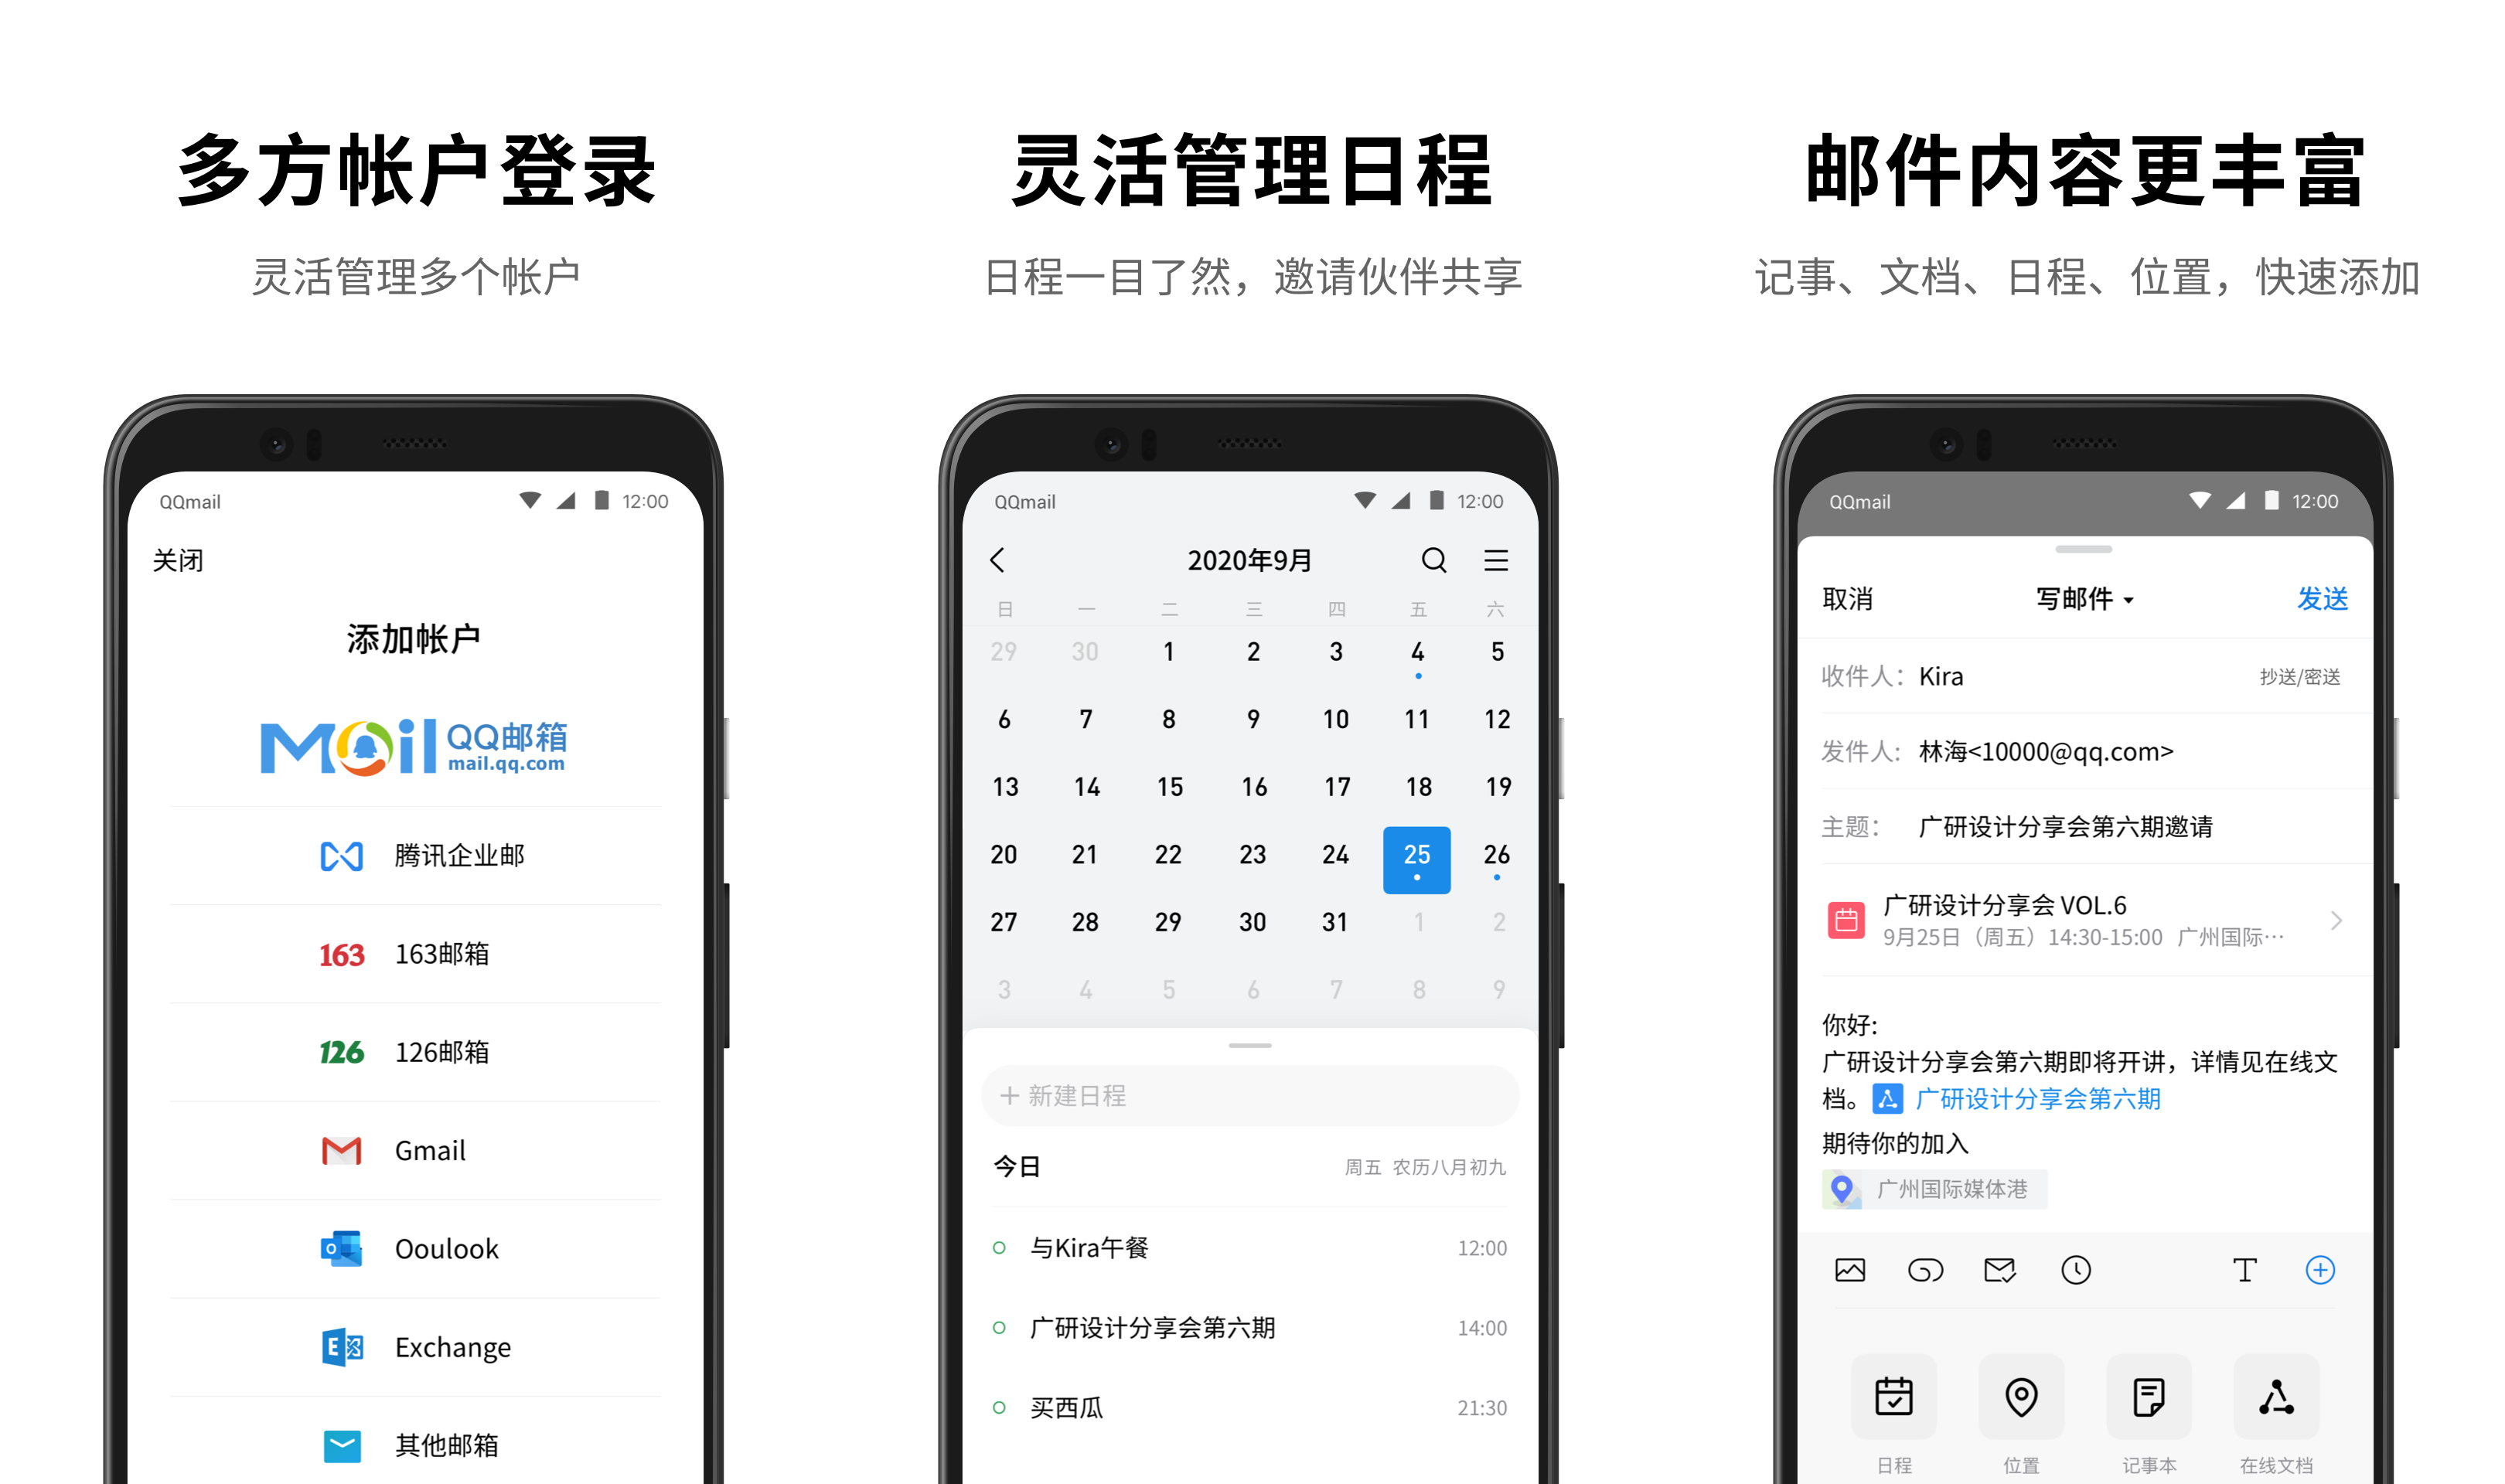 多方帐户登录
灵活管理多个帐户
QQmail
12:00
关闭
添加帐户
Mail QQ邮箱
mail.qq.com
腾讯企业邮
163 163邮箱
126 126邮箱
Gmail
Ooulook
Exchange
其他邮箱
灵活管理日程
日程一目了然，邀请伙伴共享
QQmail
12:00
2020年9月
日 一 二 三 四 五 六
29 30 1 2 3 4 5
6 7 8 9 10 11 12
13 14 15 16 17 18 19
20 21 22 23 24 25 26
27 28 29 30 31 1 2
3 4 5 6 7 8 9
新建日程
今日 周五 农历八月初九
与Kira午餐 12:00
广研设计分享会第六期 14:00
买西瓜 21:30
邮件内容更丰富
记事、文档、日程、位置，快速添加
QQmail
12:00
取消 写邮件 发送
收件人： Kira 抄送/密送
发件人： 林海<10000@qq.com>
主题： 广研设计分享会第六期邀请
广研设计分享会 VOL.6
9月25日（周五）14:30-15:00 广州国际…
你好:
广研设计分享会第六期即将开讲，详情见在线文
档。 广研设计分享会第六期
期待你的加入
广州国际媒体港
日程 位置 记事本 在线文档